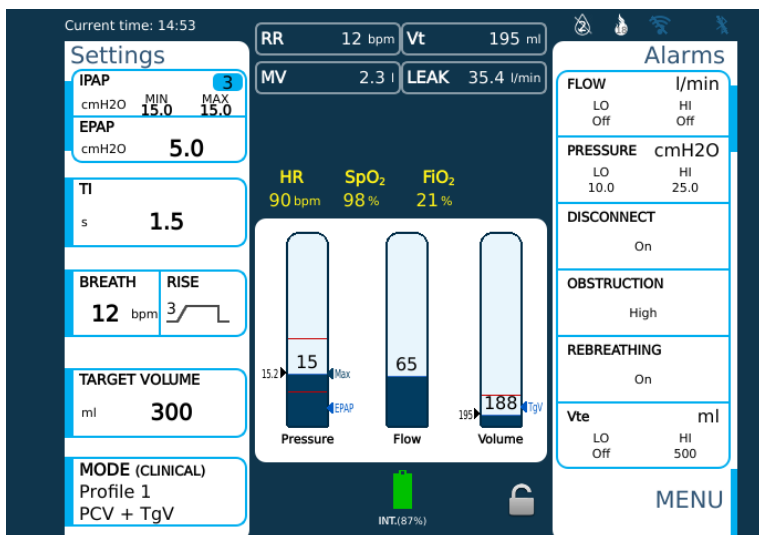 Current time: 14:53
Settings
IPAP 3
cmH2O MIN 15.0 MAX 15.0
EPAP
cmH2O 5.0
TI
s 1.5
BREATH RISE
12 bpm 3
TARGET VOLUME
ml 300
MODE (CLINICAL)
Profile 1
PCV + TgV
RR 12 bpm Vt 195 ml
MV 2.3 l LEAK 35.4 l/min
HR SpO₂ FiO₂
90 bpm 98 % 21 %
15 65
15.2 Max
188
EPAP 195 TgV
Pressure Flow Volume
INT.(87%)
2
Alarms
FLOW l/min
LO HI
Off Off
PRESSURE cmH2O
LO HI
10.0 25.0
DISCONNECT
On
OBSTRUCTION
High
REBREATHING
On
Vte ml
LO HI
Off 500
MENU